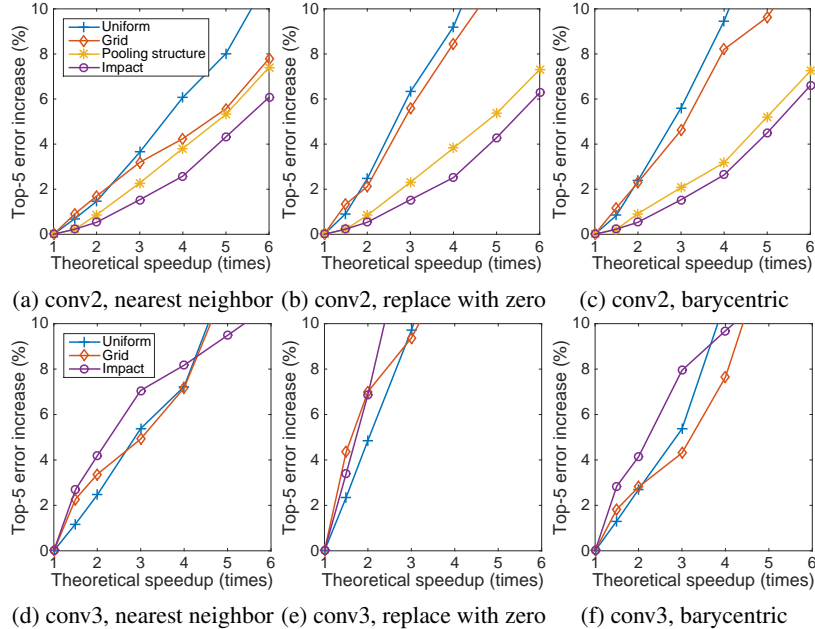 10
8
6
4
2
0
Top-5 error increase (%)
Uniform
Grid
Pooling structure
Impact
1 2 3 4 5 6
Theoretical speedup (times)
(a) conv2, nearest neighbor
10
8
6
4
2
0
Top-5 error increase (%)
1 2 3 4 5 6
Theoretical speedup (times)
(b) conv2, replace with zero
10
8
6
4
2
0
Top-5 error increase (%)
1 2 3 4 5 6
Theoretical speedup (times)
(c) conv2, barycentric
10
8
6
4
2
0
Top-5 error increase (%)
Uniform
Grid
Impact
1 2 3 4 5 6
Theoretical speedup (times)
(d) conv3, nearest neighbor
10
8
6
4
2
0
Top-5 error increase (%)
1 2 3 4 5 6
Theoretical speedup (times)
(e) conv3, replace with zero
10
8
6
4
2
0
Top-5 error increase (%)
1 2 3 4 5 6
Theoretical speedup (times)
(f) conv3, barycentric